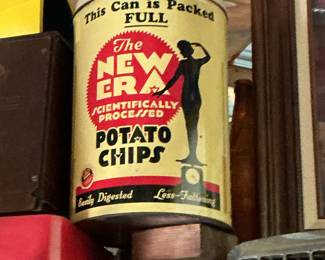 This Can is Packed
FULL
The
NEW
ERA
SCIENTIFICALLY
PROCESSED
POTATO
CHIPS
Easily Digested Less-Fattening